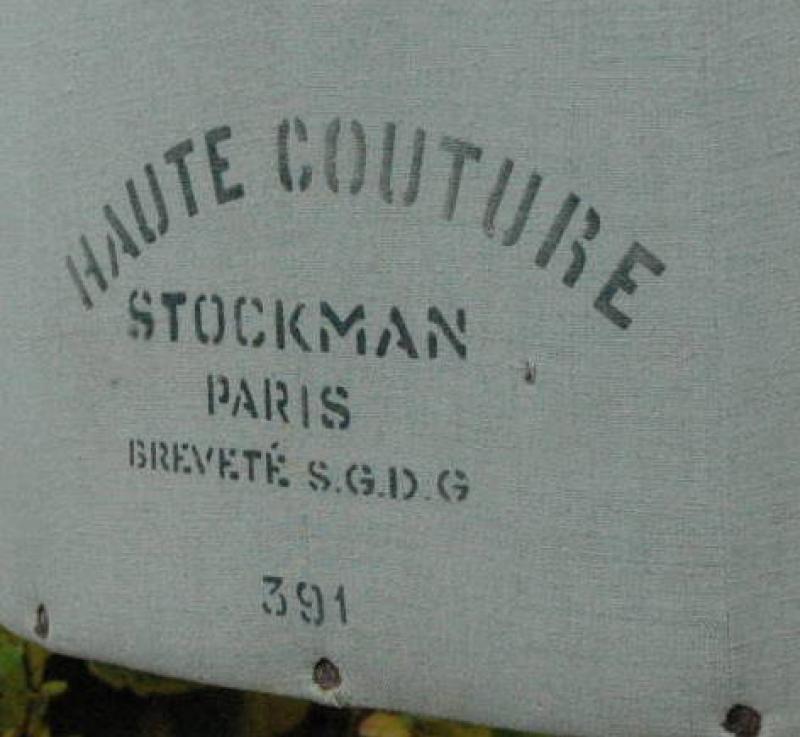 HAUTE COUTURE
STOCKMAN
PARIS
BREVETÉ S.G.D.G
391